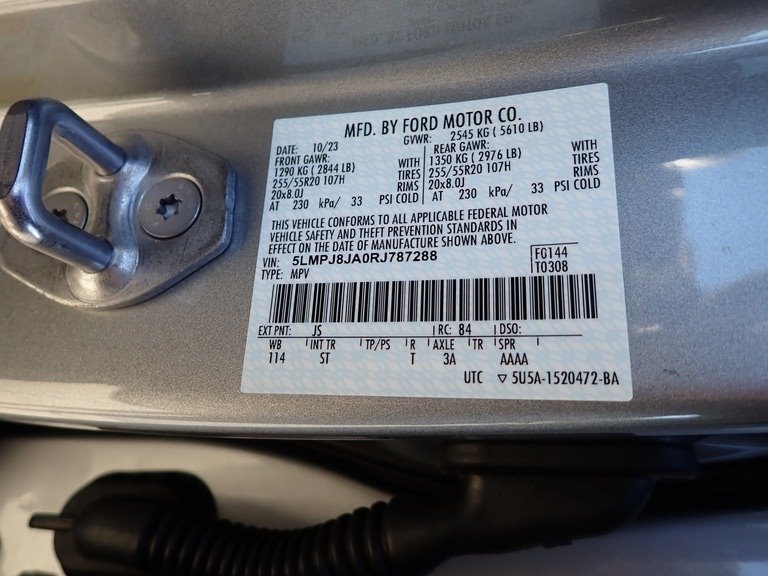 MFD. BY FORD MOTOR CO.
DATE: 10/23 GVWR: 2545 KG ( 5610 LB)
FRONT GAWR: REAR GAWR:
1290 KG ( 2844 LB) WITH 1350 KG ( 2976 LB) WITH
255/55R20 107H TIRES 255/55R20 107H TIRES
20x8.0J RIMS 20x8.0J RIMS
AT 230 kPa/ 33 PSI COLD AT 230 kPa/ 33 PSI COLD
THIS VEHICLE CONFORMS TO ALL APPLICABLE FEDERAL MOTOR
VEHICLE SAFETY AND THEFT PREVENTION STANDARDS IN
EFFECT ON THE DATE OF MANUFACTURE SHOWN ABOVE.
VIN: 5LMPJ8JA0RJ787288 F0144
TYPE: MPV T0308
EXT PNT: JS RC: 84 DSO:
WB INT TR TP/PS R AXLE TR SPR
114 ST T 3A AAAA
UTC ▽ 5U5A-1520472-BA